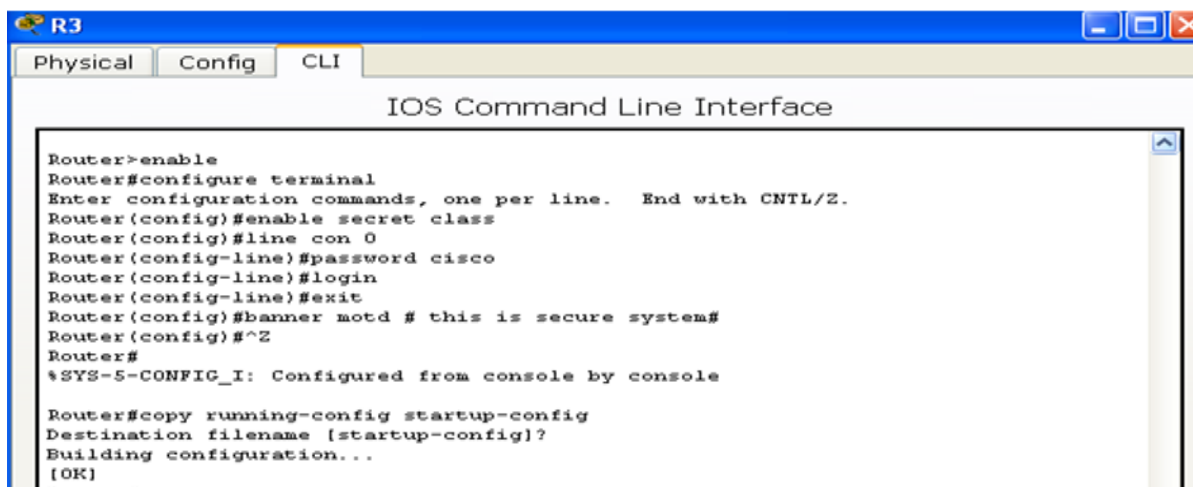 R3
Physical Config CLI
IOS Command Line Interface
Router>enable
Router#configure terminal
Enter configuration commands, one per line.  End with CNTL/Z.
Router(config)#enable secret class
Router(config)#line con 0
Router(config-line)#password cisco
Router(config-line)#login
Router(config-line)#exit
Router(config)#banner motd # this is secure system#
Router(config)#^Z
Router#
%SYS-5-CONFIG_I: Configured from console by console
Router#copy running-config startup-config
Destination filename [startup-config]?
Building configuration...
[OK]